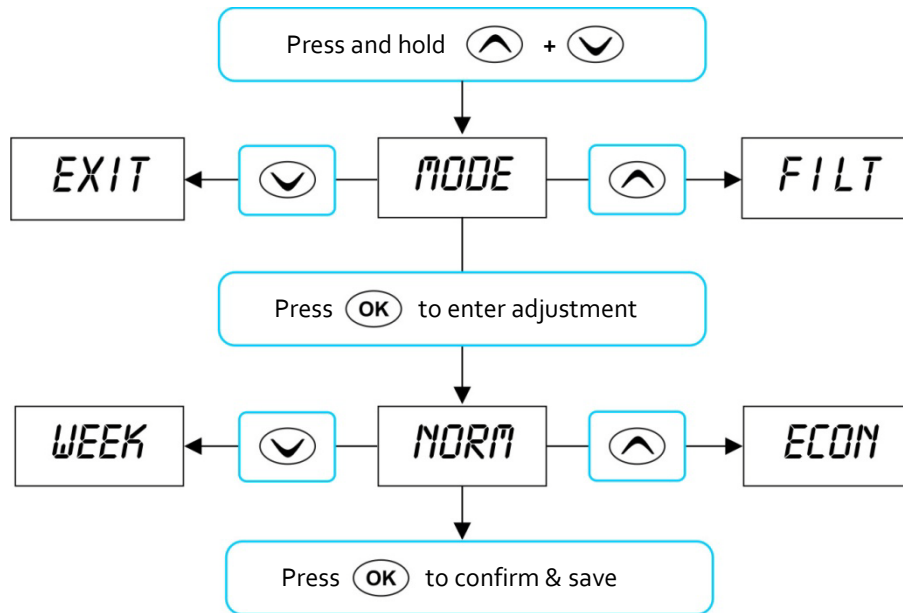 Press and hold +
EXIT MODE FILT
Press OK to enter adjustment
WEEK NORM ECON
Press OK to confirm & save